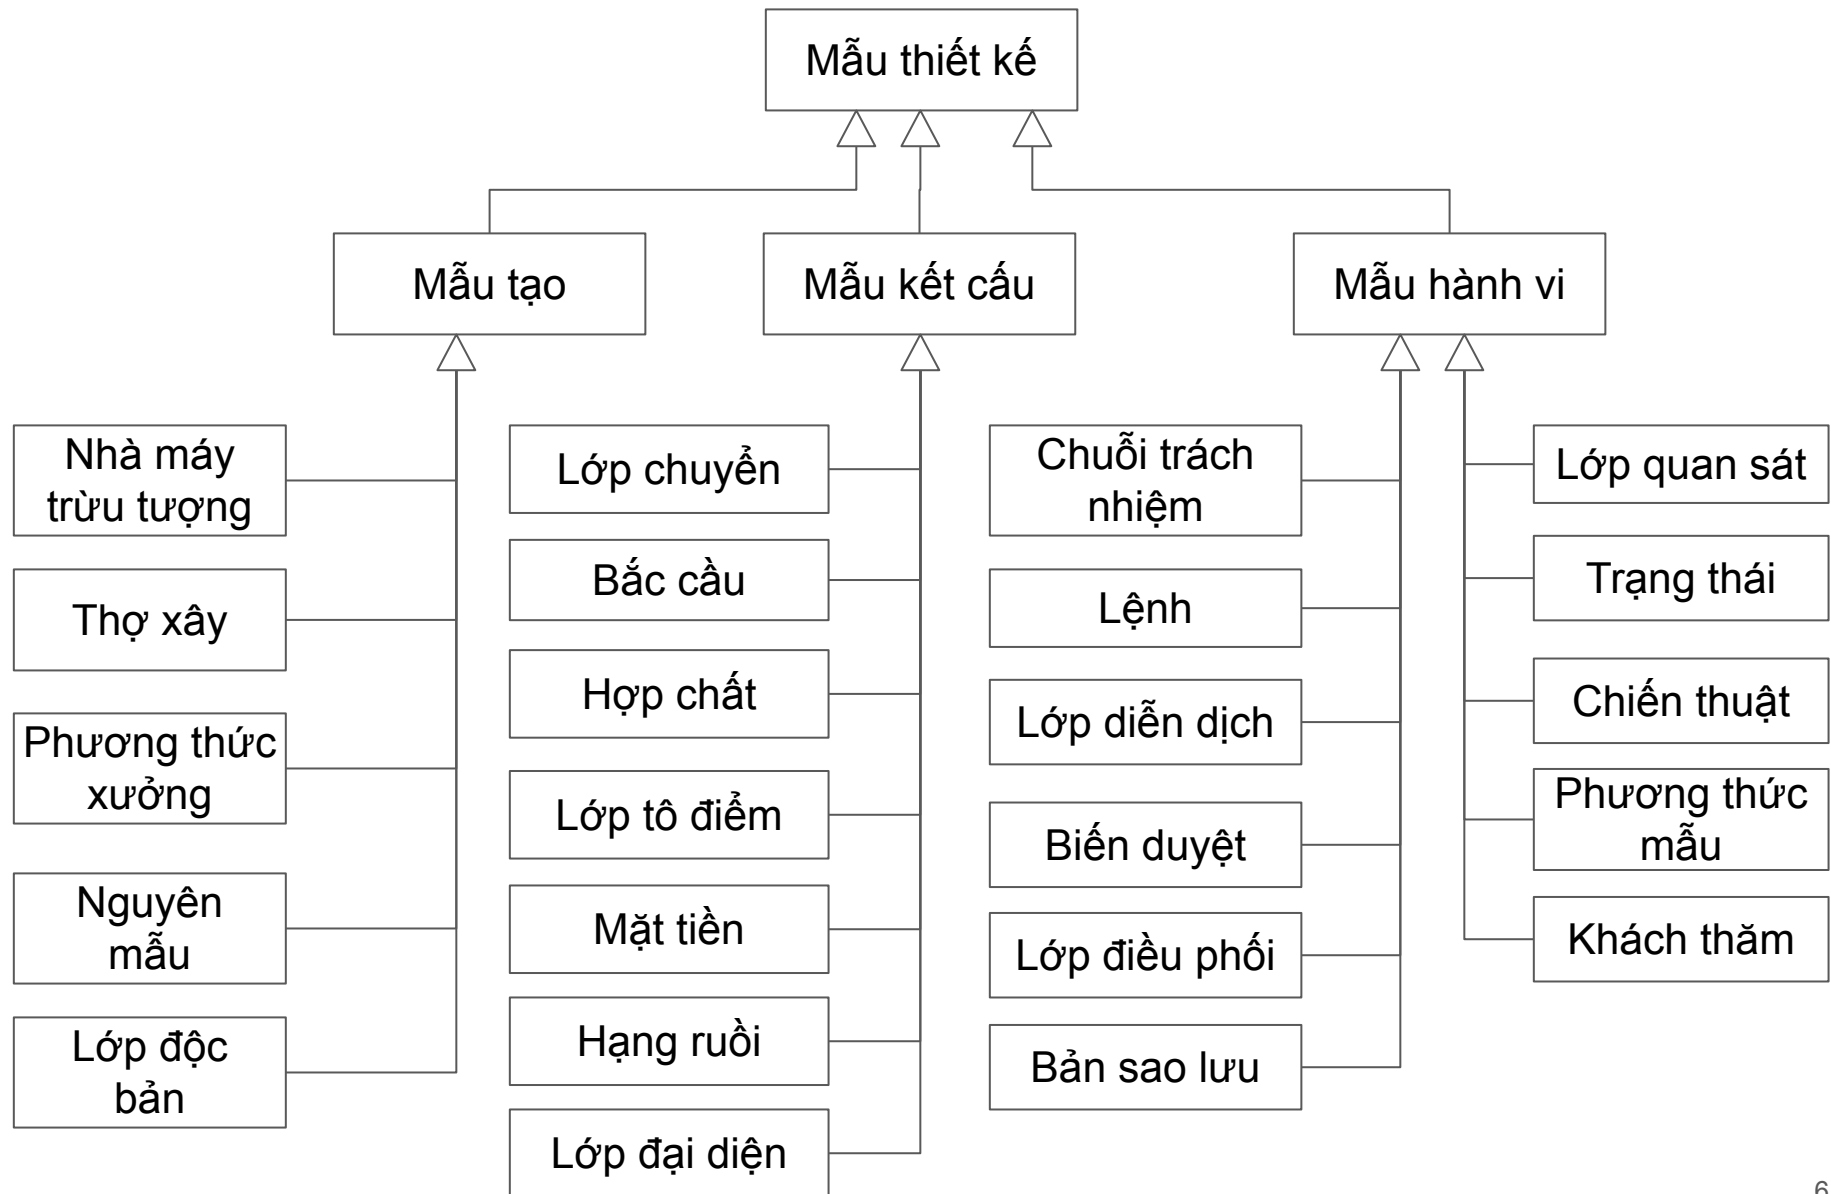 Mẫu thiết kế
Mẫu tạo
Mẫu kết cấu
Mẫu hành vi
Nhà máy
trừu tượng
Thợ xây
Phương thức
xưởng
Nguyên
mẫu
Lớp độc
bản
Lớp chuyển
Bắc cầu
Hợp chất
Lớp tô điểm
Mặt tiền
Hạng ruồi
Lớp đại diện
Chuỗi trách
nhiệm
Lệnh
Lớp diễn dịch
Biến duyệt
Lớp điều phối
Bản sao lưu
Lớp quan sát
Trạng thái
Chiến thuật
Phương thức
mẫu
Khách thăm
6